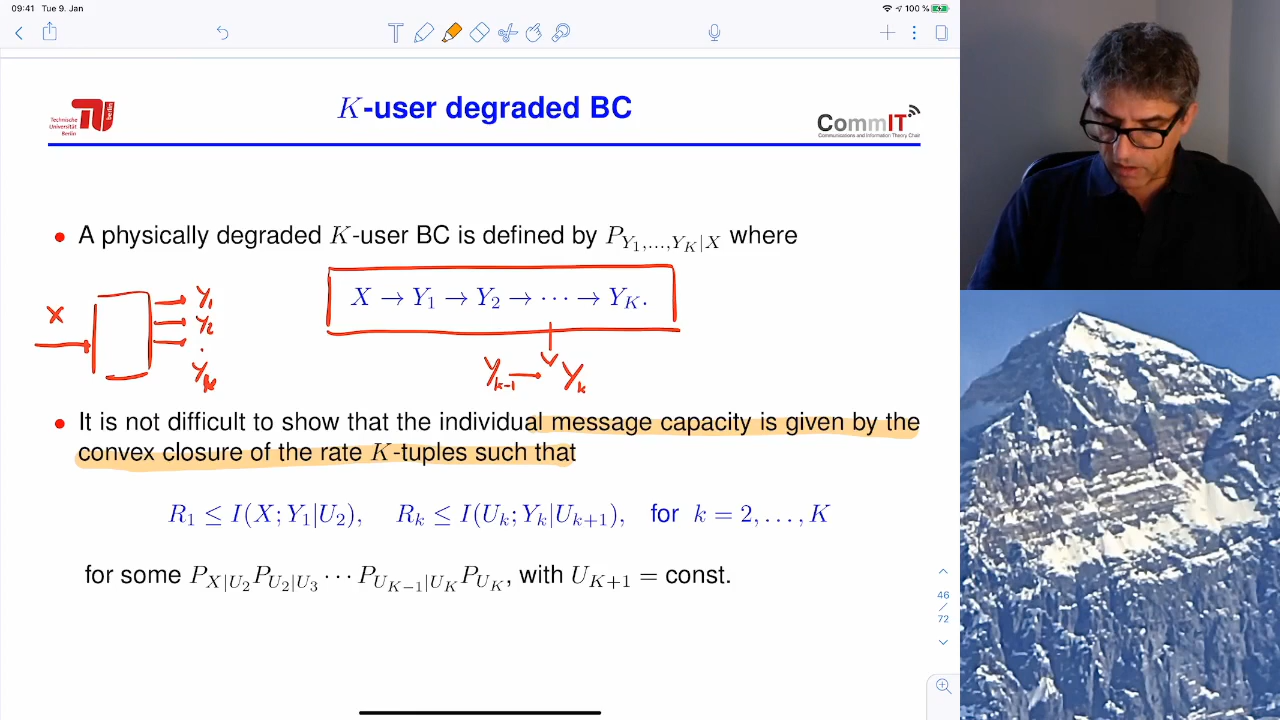 09:41 Tue 9. Jan
100 %
K-user degraded BC
Technische
Universität
Berlin
berlin
CommIT
Communications and Information Theory Chair
• A physically degraded K-user BC is defined by P_{Y_1,...,Y_K|X} where
X → Y_1 → Y_2 → ⋯ → Y_K.
X
Y_1
Y_2
Y_K
Y_{k-1} → Y_k
• It is not difficult to show that the individual message capacity is given by the
convex closure of the rate K-tuples such that
R_1 ≤ I(X; Y_1|U_2), R_k ≤ I(U_k; Y_k|U_{k+1}), for k = 2, . . . , K
for some P_{X|U_2} P_{U_2|U_3} ⋯ P_{U_{K-1}|U_K} P_{U_K}, with U_{K+1} = const.
46
/
72